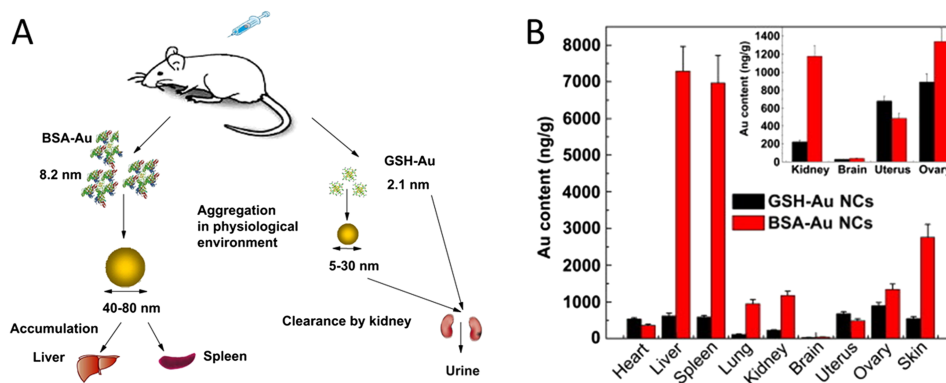 A
BSA-Au
8.2 nm
GSH-Au
2.1 nm
Aggregation
in physiological
environment
5-30 nm
40-80 nm
Clearance by kidney
Accumulation
Liver
Spleen
Urine
B
Au content (ng/g)
8000
7000
6000
5000
4000
3000
2000
1000
0
Heart
Liver
Spleen
Lung
Kidney
Brain
Uterus
Ovary
Skin
GSH-Au NCs
BSA-Au NCs
Au content (ng/g)
1400
1200
1000
800
600
400
200
0
Kidney
Brain
Uterus
Ovary